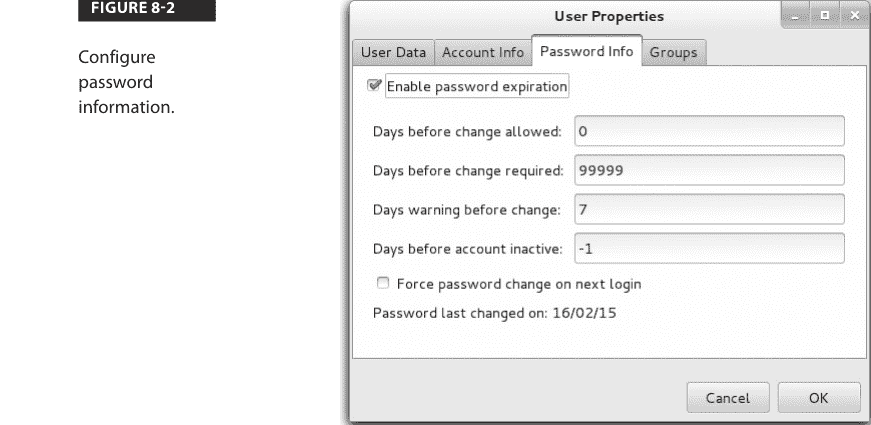 FIGURE 8-2
Configure
password
information.
User Properties
User Data Account Info Password Info Groups
Enable password expiration
Days before change allowed: 0
Days before change required: 99999
Days warning before change: 7
Days before account inactive: -1
Force password change on next login
Password last changed on: 16/02/15
Cancel OK